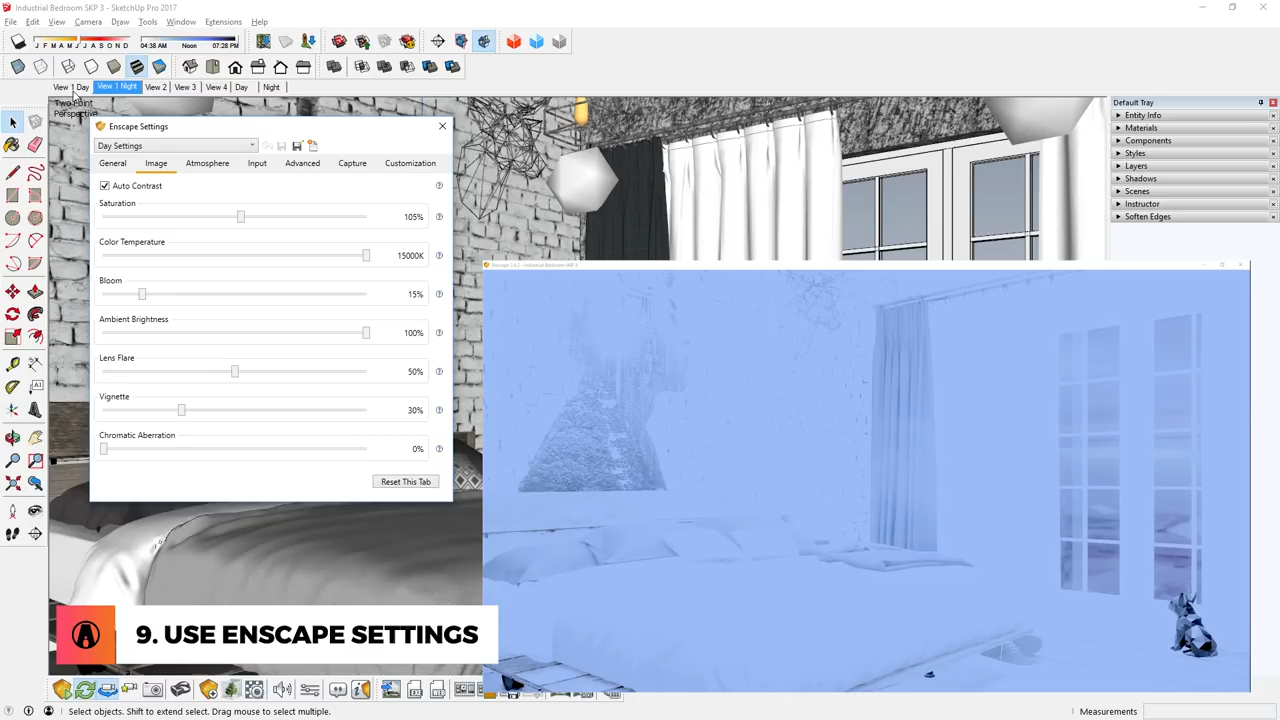 Industrial Bedroom SKP 3 - SketchUp Pro 2017
File Edit View Camera Draw Tools Window Extensions Help
J F M A M J J A S O N D 04:38 AM Noon 07:28 PM
View 1 Day View 1 Night View 2 View 3 View 4 Day Night
Two Point
Perspective
Enscape Settings
Day Settings
General Image Atmosphere Input Advanced Capture Customization
Auto Contrast
Saturation
105%
Color Temperature
15000K
Bloom
15%
Ambient Brightness
100%
Lens Flare
50%
Vignette
30%
Chromatic Aberration
0%
Reset This Tab
Default Tray
Entity Info
Materials
Components
Styles
Layers
Shadows
Scenes
Instructor
Soften Edges
9. USE ENSCAPE SETTINGS
Select objects. Shift to extend select. Drag mouse to select multiple.
Measurements